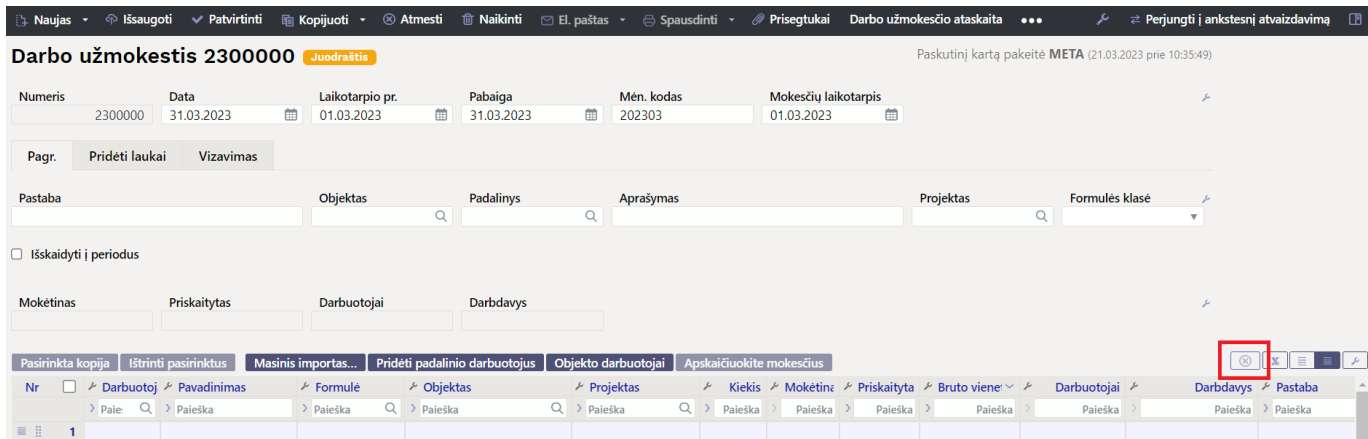 Naujas Išsaugoti Patvirtinti Kopijuoti Atmesti Naikinti El. paštas Spausdinti Prisegtukai Darbo užmokesčio ataskaita Perjungti į ankstesnį atvaizdavimą
Darbo užmokestis 2300000 Juodraštis Paskutinį kartą pakeitė META (21.03.2023 prie 10:35:49)
Numeris Data Laikotarpio pr. Pabaiga Mėn. kodas Mokesčių laikotarpis
2300000 31.03.2023 01.03.2023 31.03.2023 202303 01.03.2023
Pagr. Pridėti laukai Vizavimas
Pastaba Objektas Padalinys Aprašymas Projektas Formulės klasė
Išskaidyti į periodus
Mokėtinas Priskaitytas Darbuotojai Darbdavys
Pasirinkta kopija Ištrinti pasirinktus Masinis importas... Pridėti padalinio darbuotojus Objekto darbuotojai Apskaičiuokite mokesčius
Nr Darbuotoj Pavadinimas Formulė Objektas Projektas Kiekis Mokėtina Priskaityta Bruto viene Darbuotojai Darbdavys Pastaba
Paie: Paieška Paieška Paieška Paieška Paieška Paieška Paieška Paieška Paieška Paieška Paieška
1